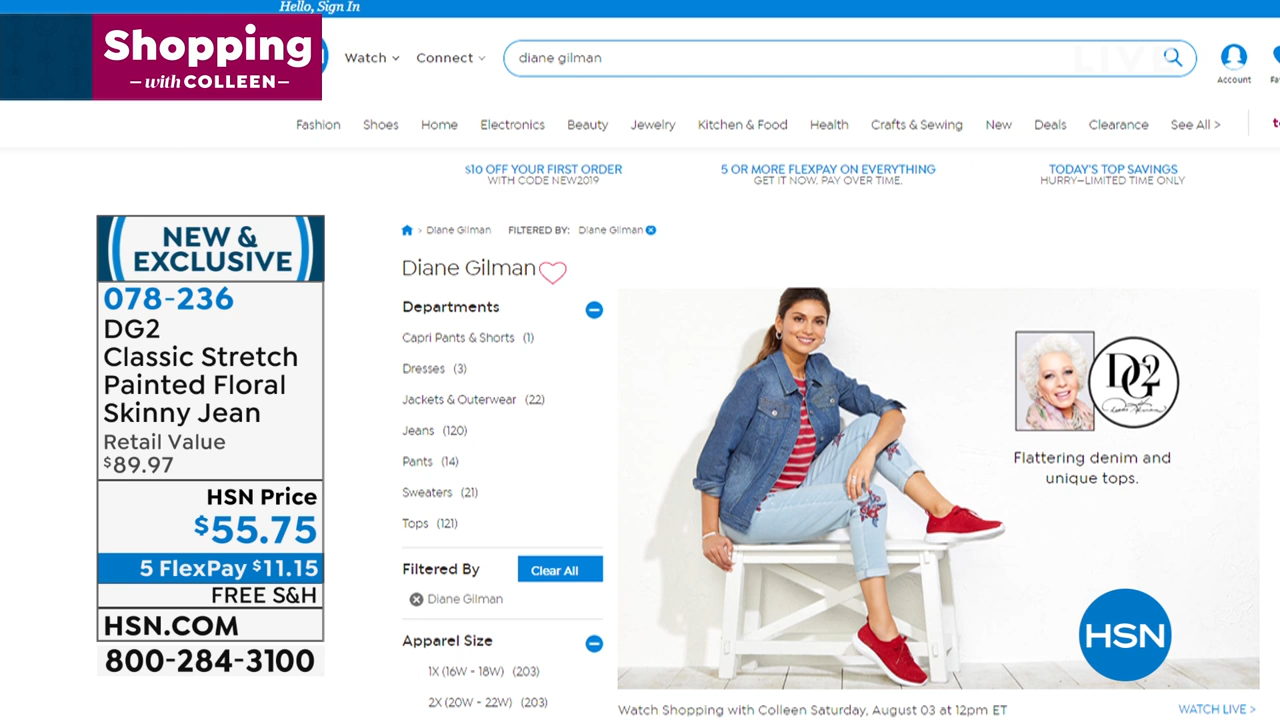 Hello, Sign In
Shopping
with COLLEEN
Watch
Connect
diane gilman
LIVE
Account
Fashion Shoes Home Electronics Beauty Jewelry Kitchen & Food Health Crafts & Sewing New Deals Clearance See All >
$10 OFF YOUR FIRST ORDER
WITH CODE NEW2019
5 OR MORE FLEXPAY ON EVERYTHING
GET IT NOW. PAY OVER TIME.
TODAY'S TOP SAVINGS
HURRY—LIMITED TIME ONLY
NEW &
EXCLUSIVE
078-236
DG2
Classic Stretch
Painted Floral
Skinny Jean
Retail Value
$89.97
HSN Price
$55.75
5 FlexPay $11.15
FREE S&H
HSN.COM
800-284-3100
> Diane Gilman FILTERED BY: Diane Gilman
Diane Gilman
Departments
Capri Pants & Shorts (1)
Dresses (3)
Jackets & Outerwear (22)
Jeans (120)
Pants (14)
Sweaters (21)
Tops (121)
Filtered By
Clear All
Diane Gilman
Apparel Size
1X (16W - 18W) (203)
2X (20W - 22W) (203)
DG2
Flattering denim and
unique tops.
HSN
Watch Shopping with Colleen Saturday, August 03 at 12pm ET
WATCH LIVE >